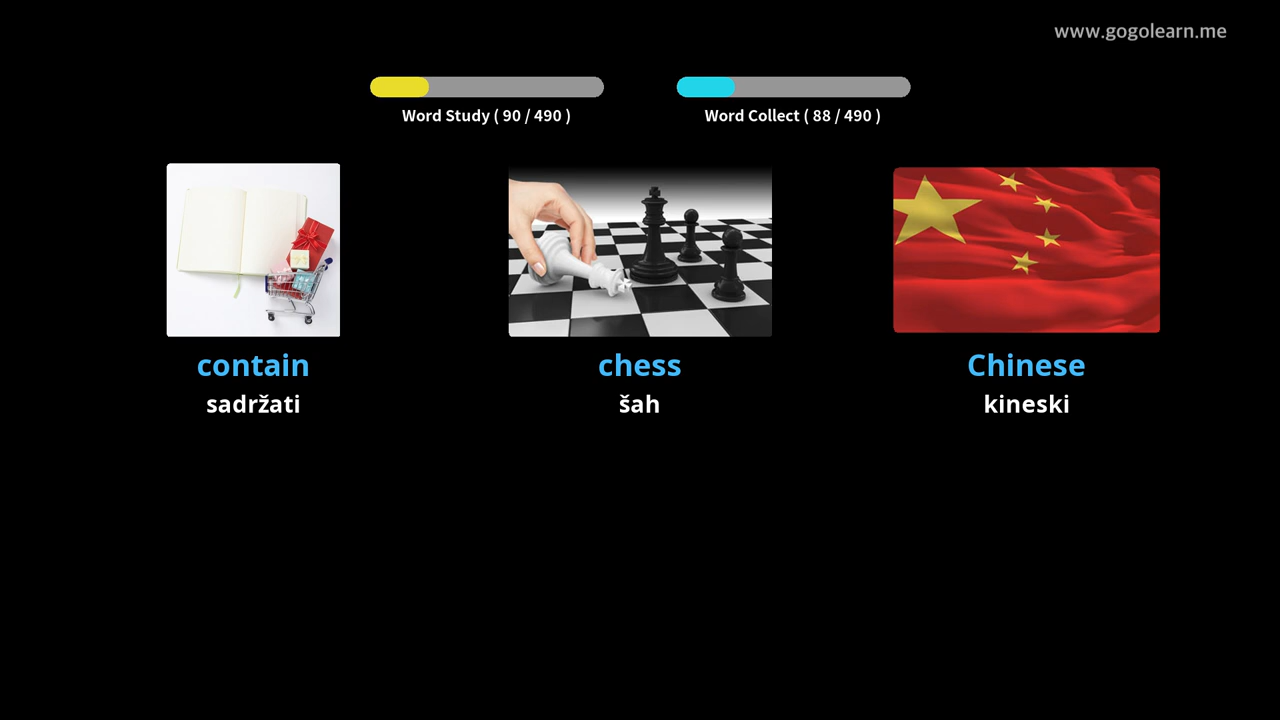 www.gogolearn.me
Word Study ( 90 / 490 )
Word Collect ( 88 / 490 )
contain
sadržati
chess
šah
Chinese
kineski